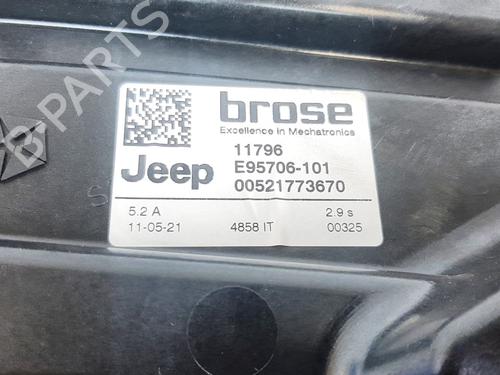 B PARTS
brose
Excellence in Mechatronics
Jeep
11796
E95706-101
00521773670
5.2 A
2.9 s
11-05-21
4858 IT
00325